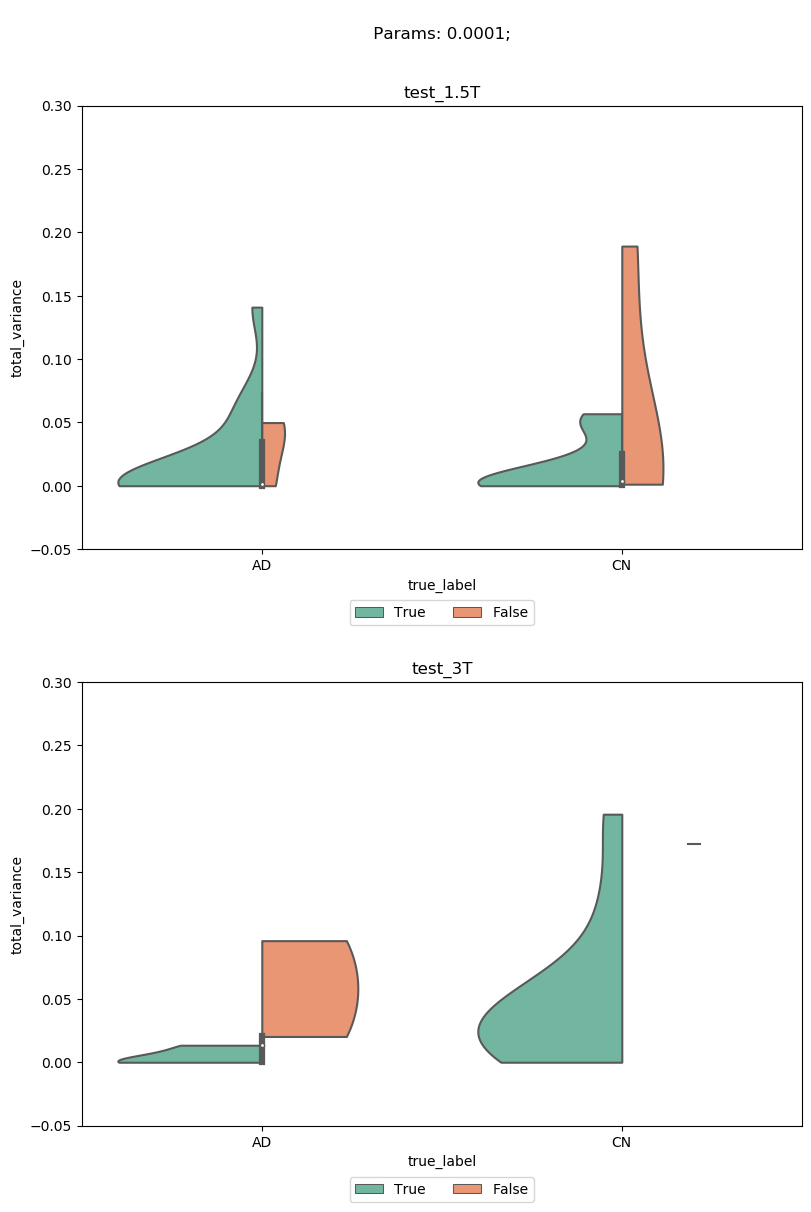 Params: 0.0001;
test_1.5T
0.30
0.25
0.20
0.15
0.10
0.05
0.00
−0.05
total_variance
AD CN
true_label
True False
test_3T
0.30
0.25
0.20
0.15
0.10
0.05
0.00
−0.05
total_variance
AD CN
true_label
True False